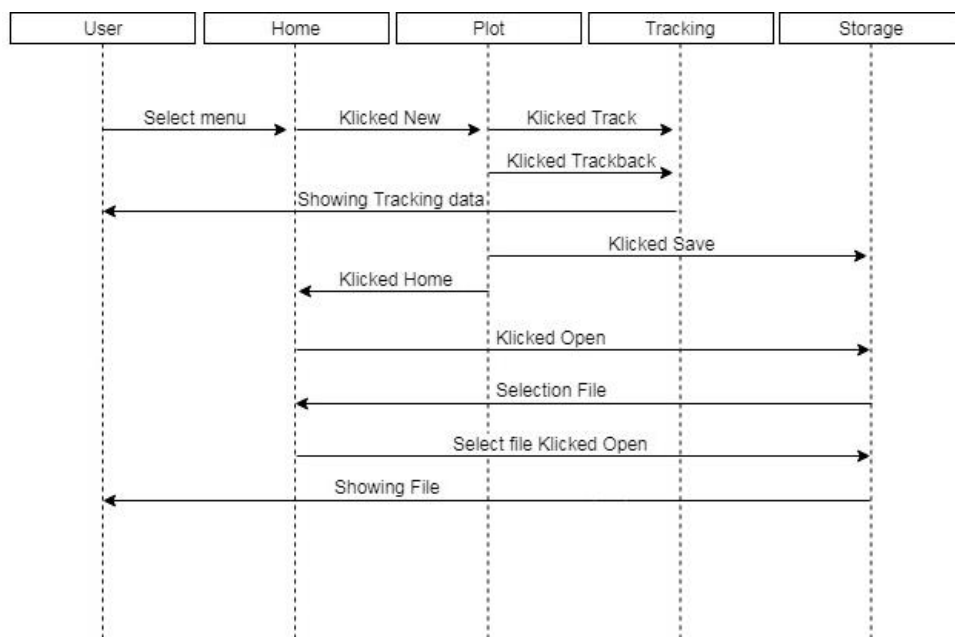 User
Home
Plot
Tracking
Storage
Select menu
Klicked New
Klicked Track
Klicked Trackback
Showing Tracking data
Klicked Save
Klicked Home
Klicked Open
Selection File
Select file Klicked Open
Showing File